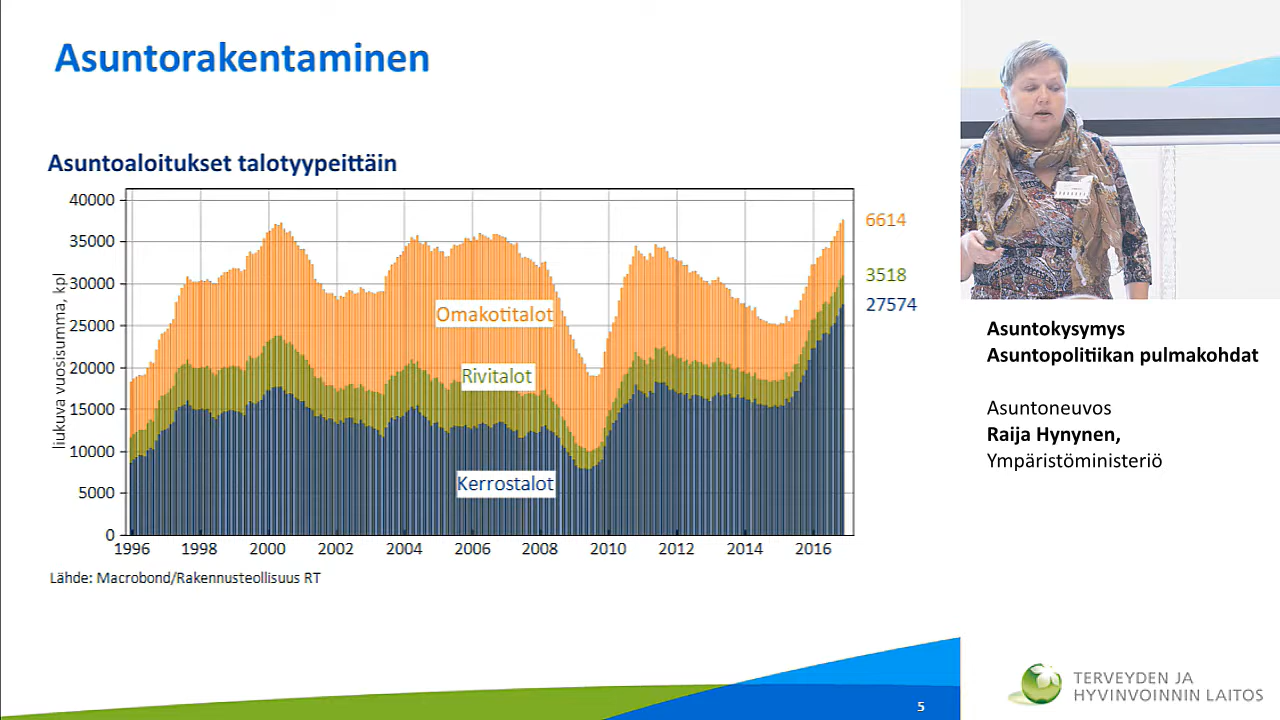 Asuntorakentaminen
Asuntoaloitukset talotyypeittäin
liukuva vuosisumma, kpl
40000
35000
30000
25000
20000
15000
10000
5000
0
1996 1998 2000 2002 2004 2006 2008 2010 2012 2014 2016
Omakotitalot
Rivitalot
Kerrostalot
6614
3518
27574
Lähde: Macrobond/Rakennusteollisuus RT
5
Asuntokysymys
Asuntopolitiikan pulmakohdat
Asuntoneuvos
Raija Hynynen,
Ympäristöministeriö
TERVEYDEN JA
HYVINVOINNIN LAITOS